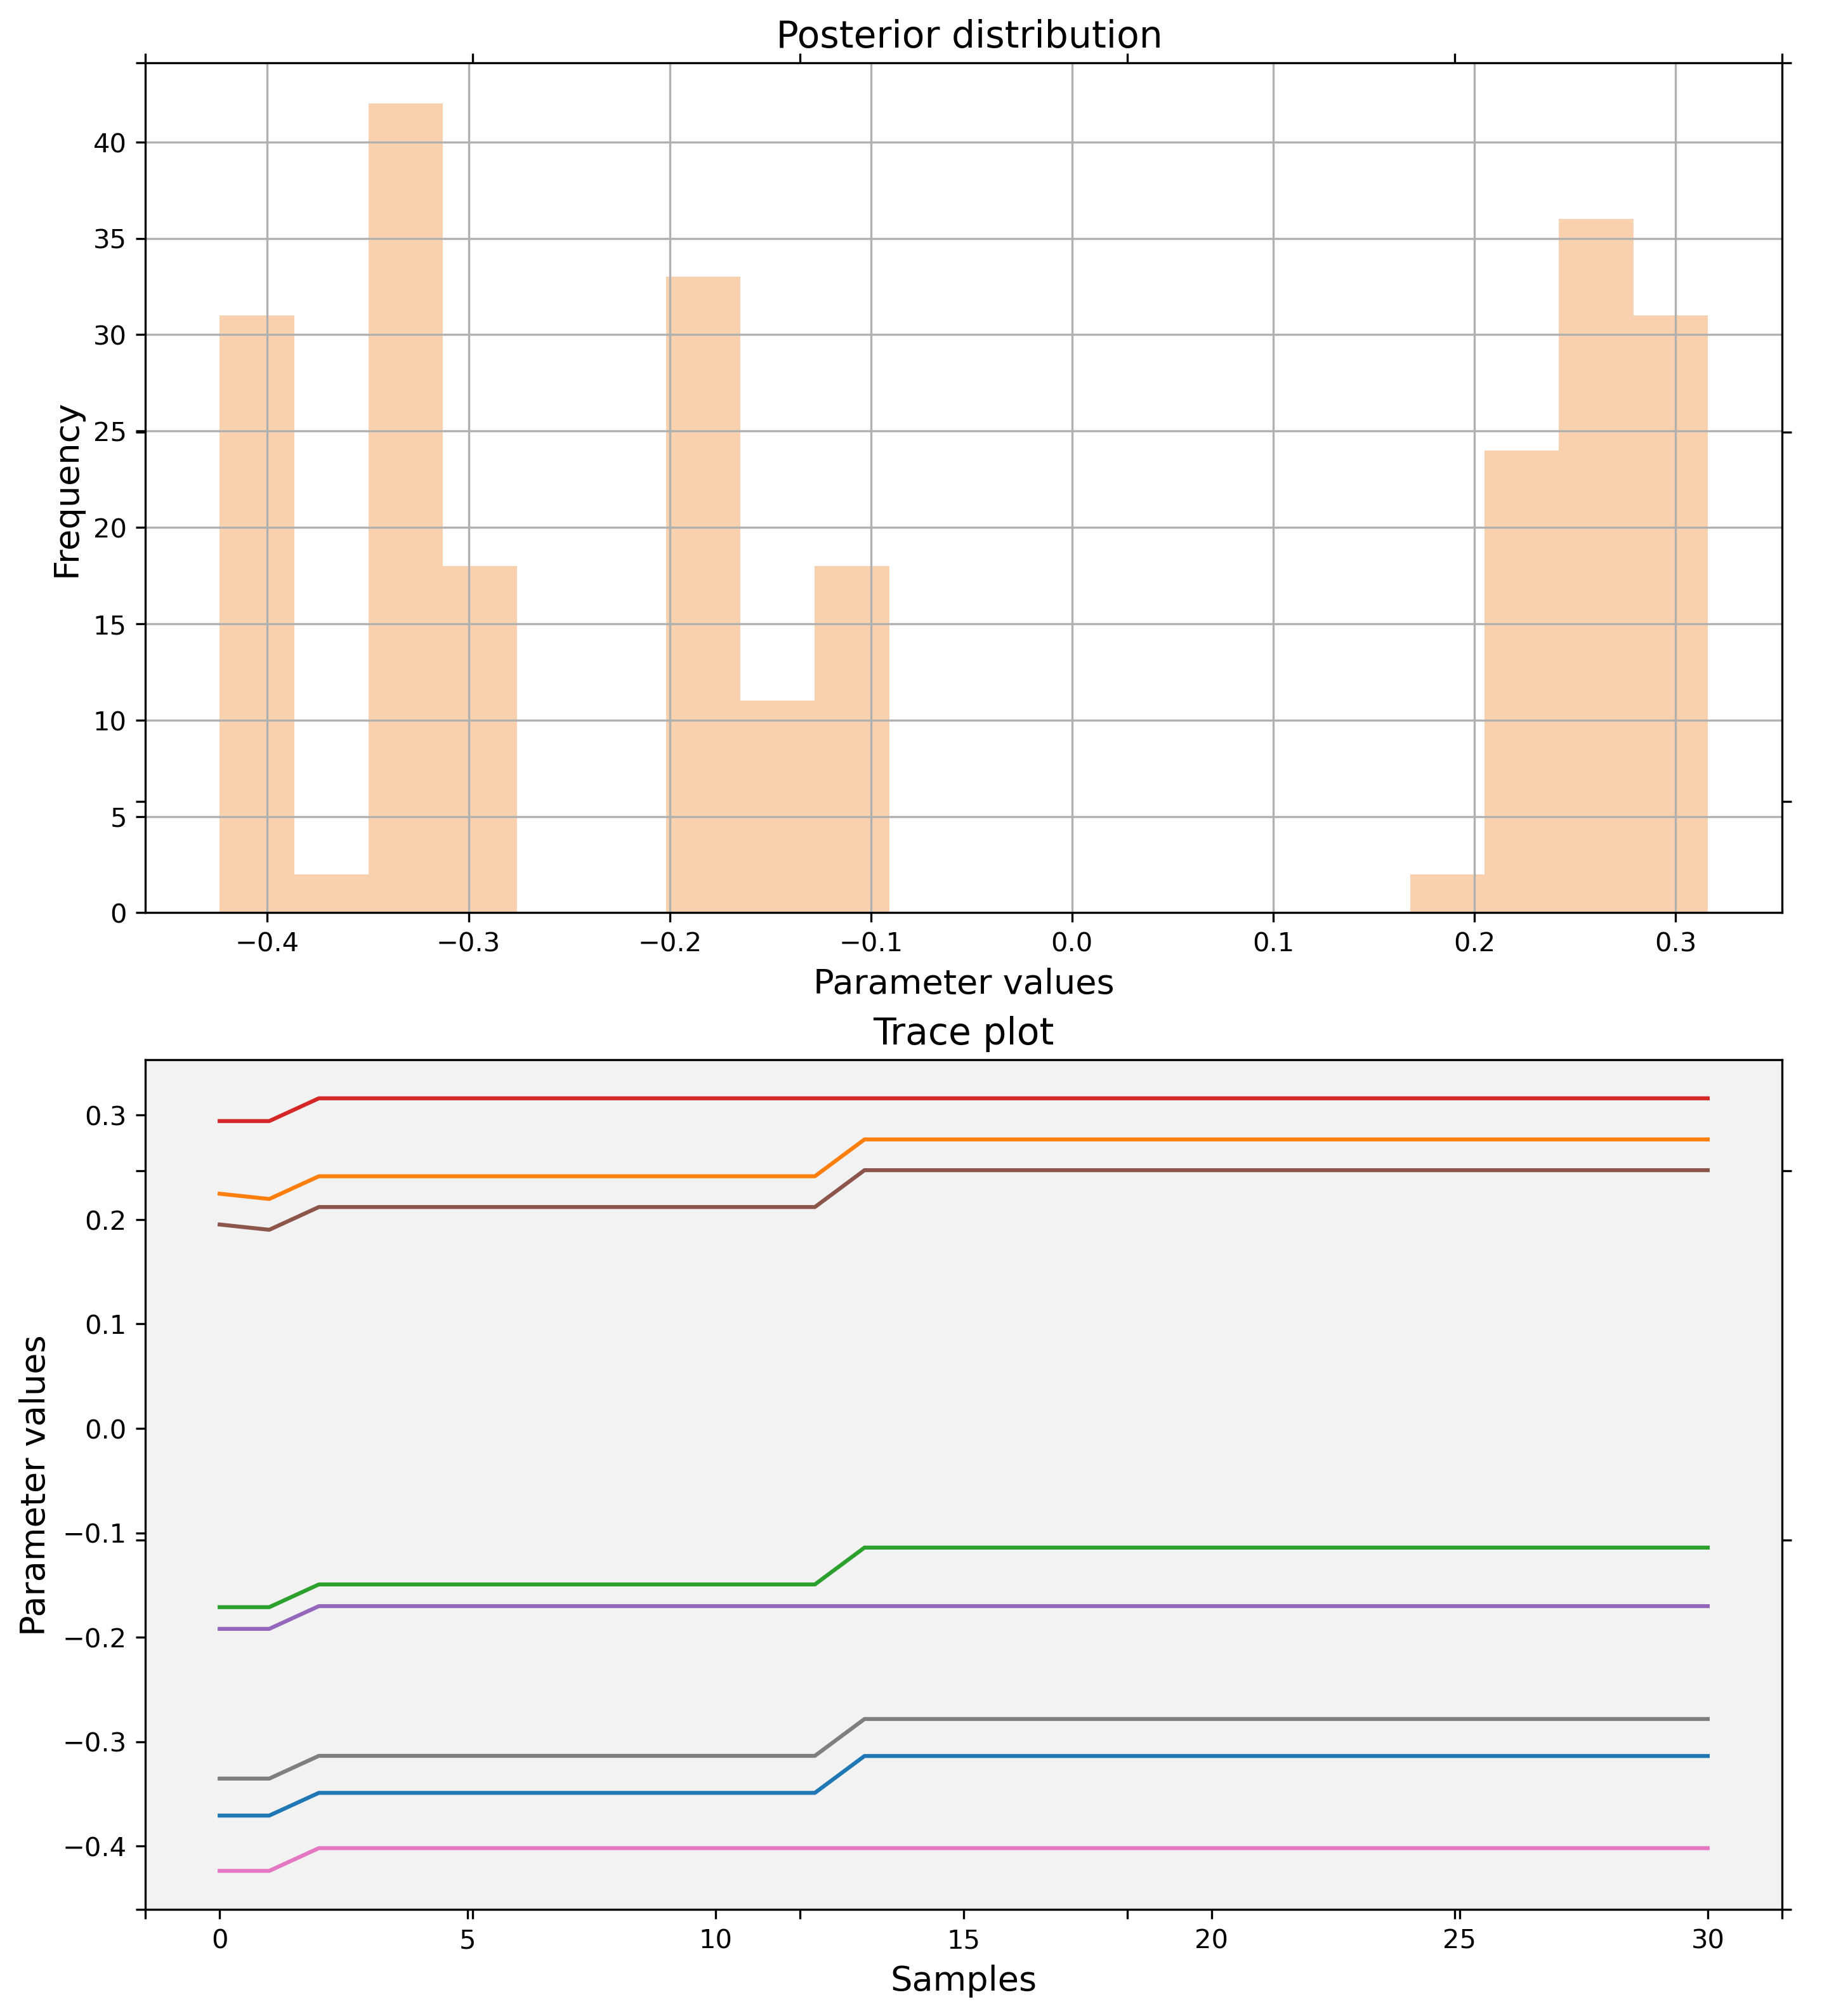 Posterior distribution
Frequency
40
35
30
25
20
15
10
5
0
−0.4 −0.3 −0.2 −0.1 0.0 0.1 0.2 0.3
Parameter values
Trace plot
Parameter values
0.3
0.2
0.1
0.0
−0.1
−0.2
−0.3
−0.4
0 5 10 15 20 25 30
Samples